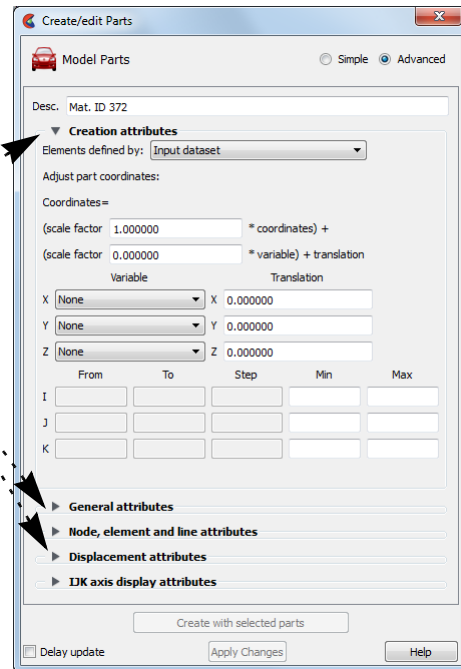 Create/edit Parts
Model Parts Simple Advanced
Desc. Mat. ID 372
Creation attributes
Elements defined by: Input dataset
Adjust part coordinates:
Coordinates=
(scale factor 1.000000 * coordinates) +
(scale factor 0.000000 * variable) + translation
Variable Translation
X None X 0.000000
Y None Y 0.000000
Z None Z 0.000000
From To Step Min Max
I
J
K
General attributes
Node, element and line attributes
Displacement attributes
IJK axis display attributes
Create with selected parts
Delay update Apply Changes Help